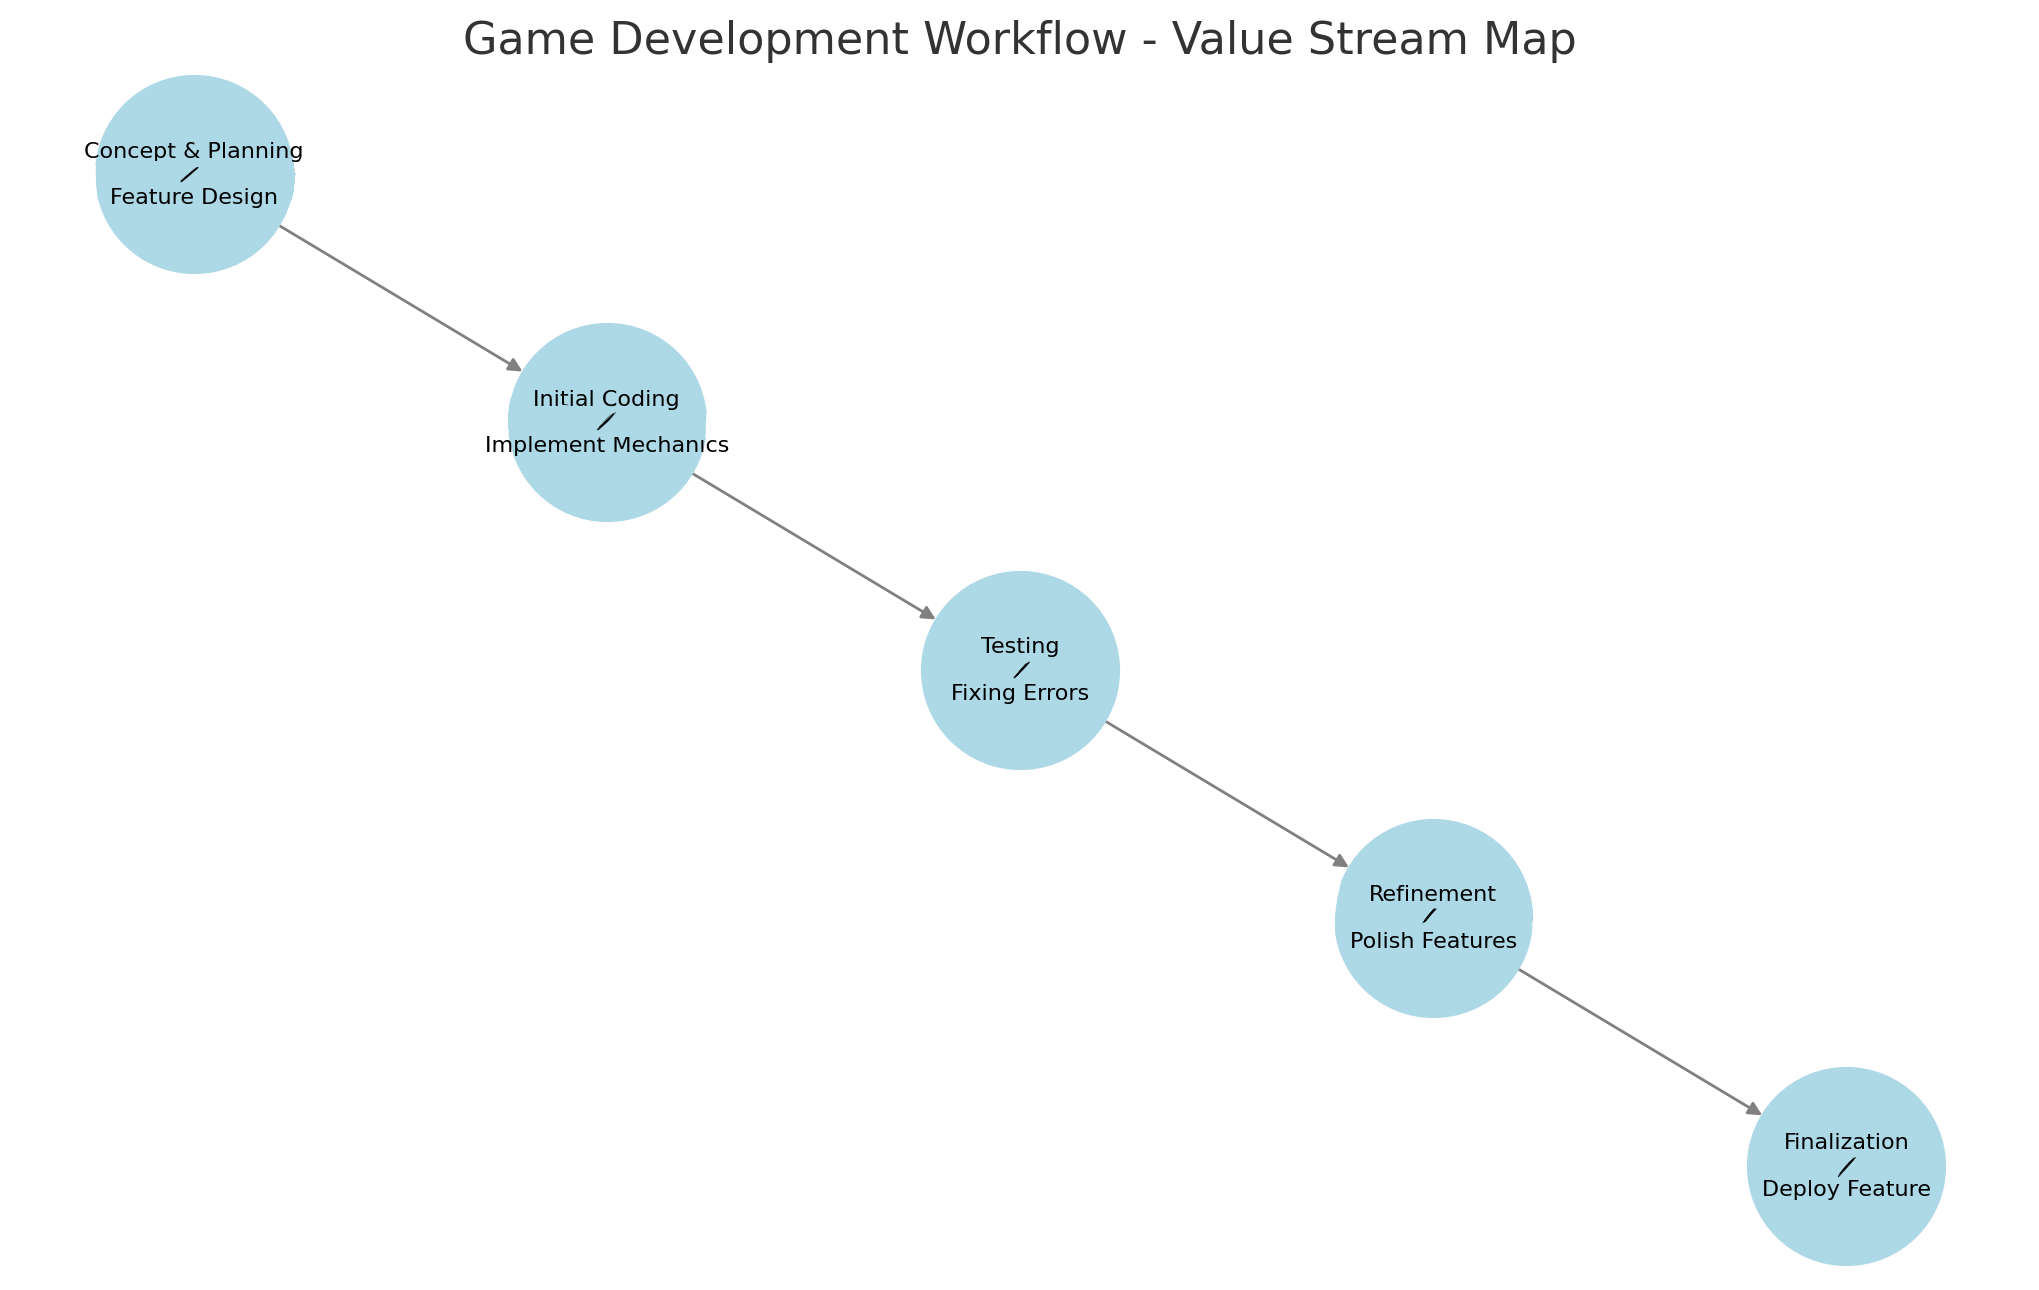 Game Development Workflow - Value Stream Map
Concept & Planning
/
Feature Design
Initial Coding
/
Implement Mechanics
Testing
/
Fixing Errors
Refinement
/
Polish Features
Finalization
/
Deploy Feature